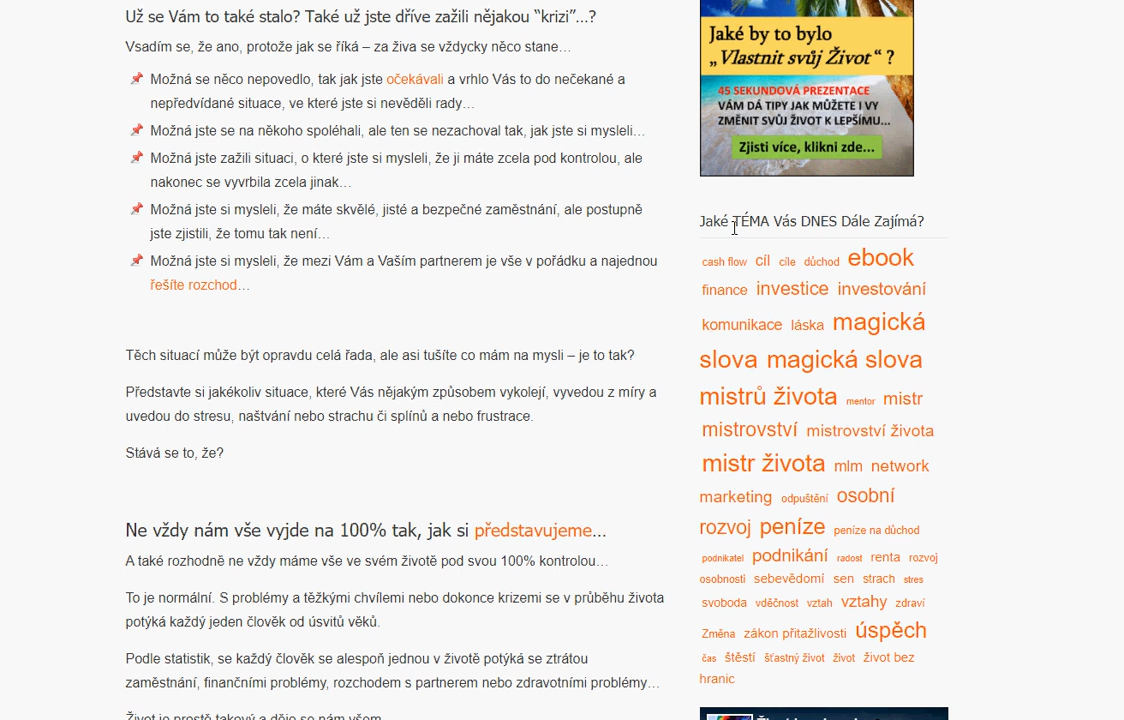 Už se Vám to také stalo? Také už jste dříve zažili nějakou “krizi”…?
Vsadím se, že ano, protože jak se říká – za živa se vždycky něco stane…
Možná se něco nepovedlo, tak jak jste očekávali a vrhlo Vás to do nečekané a
nepředvídané situace, ve které jste si nevěděli rady…
Možná jste se na někoho spoléhali, ale ten se nezachoval tak, jak jste si mysleli…
Možná jste zažili situaci, o které jste si mysleli, že ji máte zcela pod kontrolou, ale
nakonec se vyvrbila zcela jinak…
Možná jste si mysleli, že máte skvělé, jisté a bezpečné zaměstnání, ale postupně
jste zjistili, že tomu tak není…
Možná jste si mysleli, že mezi Vám a Vaším partnerem je vše v pořádku a najednou
řešíte rozchod…
Těch situací může být opravdu celá řada, ale asi tušíte co mám na mysli – je to tak?
Představte si jakékoliv situace, které Vás nějakým způsobem vykolejí, vyvedou z míry a
uvedou do stresu, naštvání nebo strachu či splínů a nebo frustrace.
Stává se to, že?
Ne vždy nám vše vyjde na 100% tak, jak si představujeme…
A také rozhodně ne vždy máme vše ve svém životě pod svou 100% kontrolou…
To je normální. S problémy a těžkými chvílemi nebo dokonce krizemi se v průběhu života
potýká každý jeden člověk od úsvitů věků.
Podle statistik, se každý člověk se alespoň jednou v životě potýká se ztrátou
zaměstnání, finančními problémy, rozchodem s partnerem nebo zdravotními problémy…
Život je prostě takový a děje se nám všem
Jaké by to bylo
„Vlastnit svůj Život“ ?
45 SEKUNDOVÁ PREZENTACE
VÁM DÁ TIPY JAK MŮŽETE I VY
ZMĚNIT SVŮJ ŽIVOT K LEPŠÍMU...
Zjisti více, klikni zde...
Jaké TÉMA Vás DNES Dále Zajímá?
cash flow cíl cíle důchod ebook
finance investice investování
komunikace láska magická
slova magická slova
mistrů života mentor mistr
mistrovství mistrovství života
mistr života mlm network
marketing odpuštění osobní
rozvoj peníze peníze na důchod
podnikatel podnikání radost renta rozvoj
osobnosti sebevědomí sen strach stres
svoboda vděčnost vztah vztahy zdraví
Změna zákon přitažlivosti úspěch
čas štěstí šťastný život život život bez
hranic